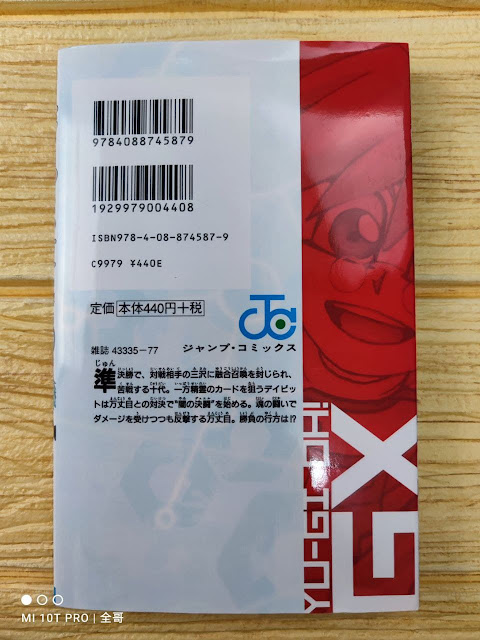 9784088745879
1929979004408
ISBN978-4-08-874587-9
C9979 ¥440E
定価 本体440円+税
JC
雑誌 43335-77
ジャンプ・コミックス
じゅん
準決勝で、対戦相手の三沢に融合召喚を封じられ、
苦戦する十代。一方精霊のカードを狙うデイビッ
トは万丈目との対決で“闇の決闘”を始める。魂の闘いで
ダメージを受けつつも反撃する万丈目。勝負の行方は!?
YU-GI-OH!
GX
MI 10T PRO | 全哥